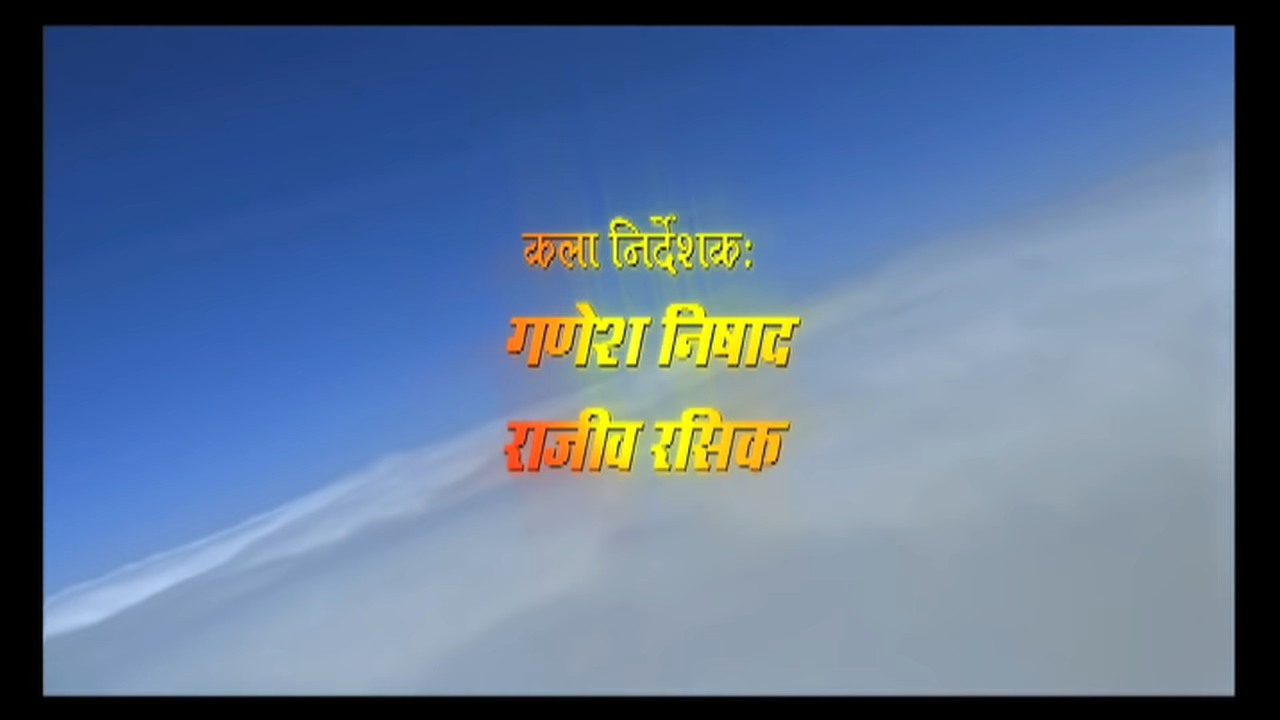 कला निर्देशक:
गणेश निषाद
राजीव रसिक